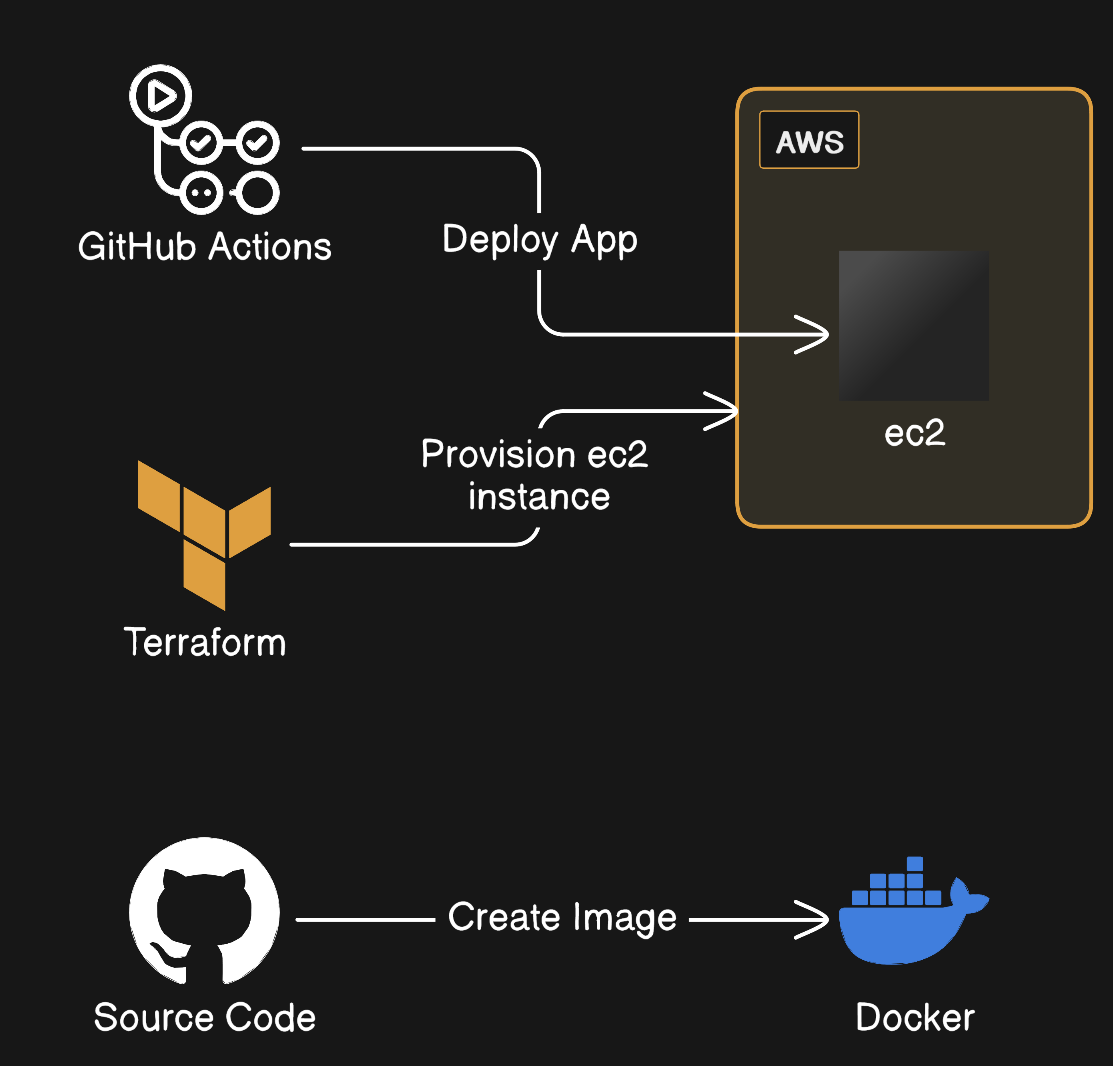 AWS
GitHub Actions
Deploy App
ec2
Provision ec2
instance
Terraform
Create Image
Source Code
Docker